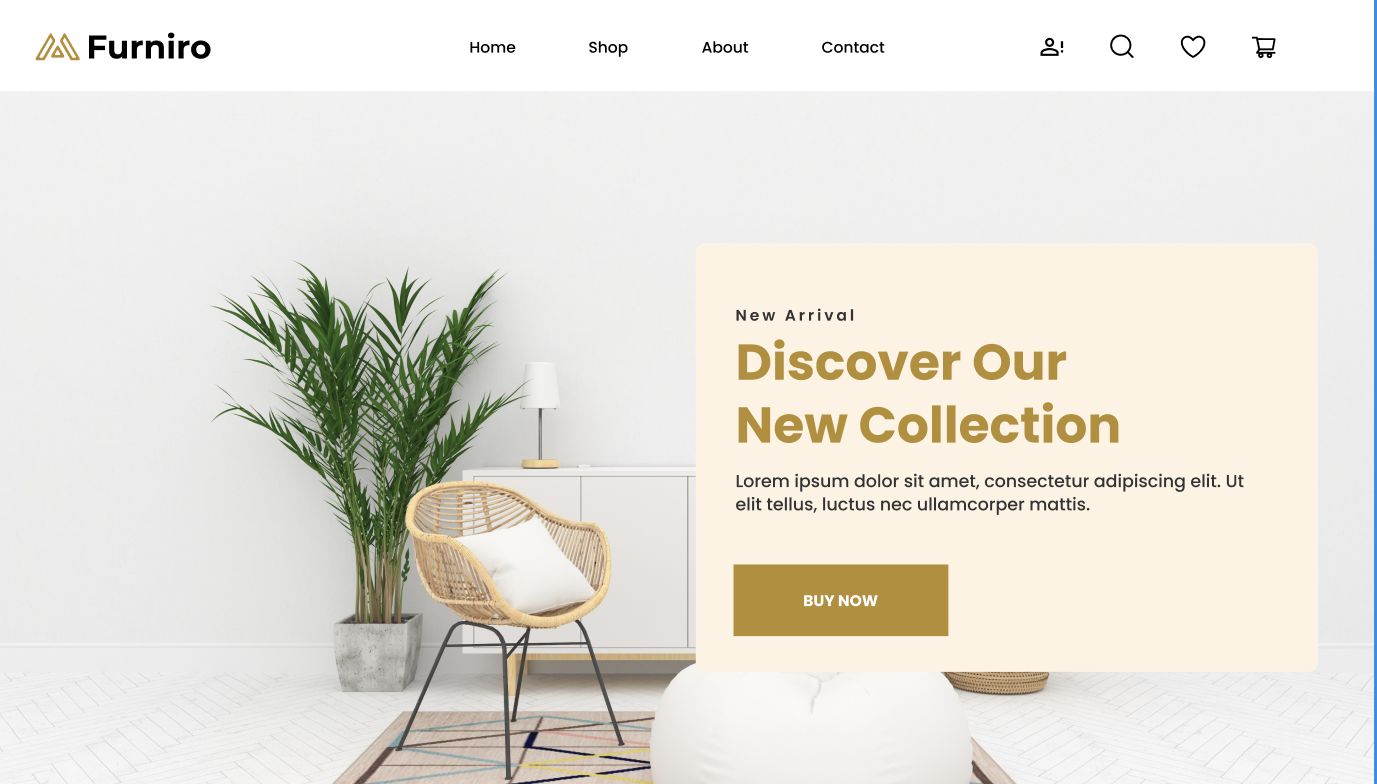 Furniro
Home
Shop
About
Contact
New Arrival
Discover Our
New Collection
Lorem ipsum dolor sit amet, consectetur adipiscing elit. Ut
elit tellus, luctus nec ullamcorper mattis.
BUY NOW